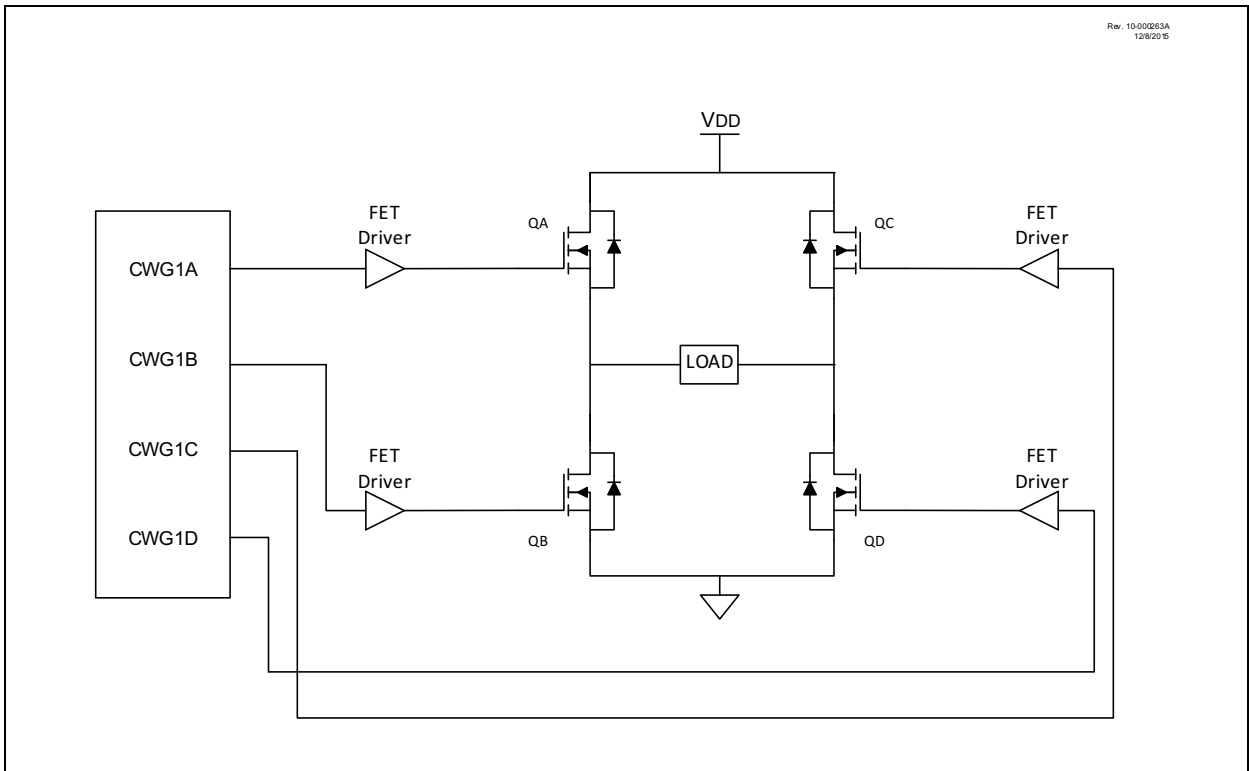 Rev. 10-000263A
12/8/2015
VDD
FET
Driver
QA
QC
FET
Driver
CWG1A
CWG1B
LOAD
CWG1C
FET
Driver
FET
Driver
CWG1D
QB
QD